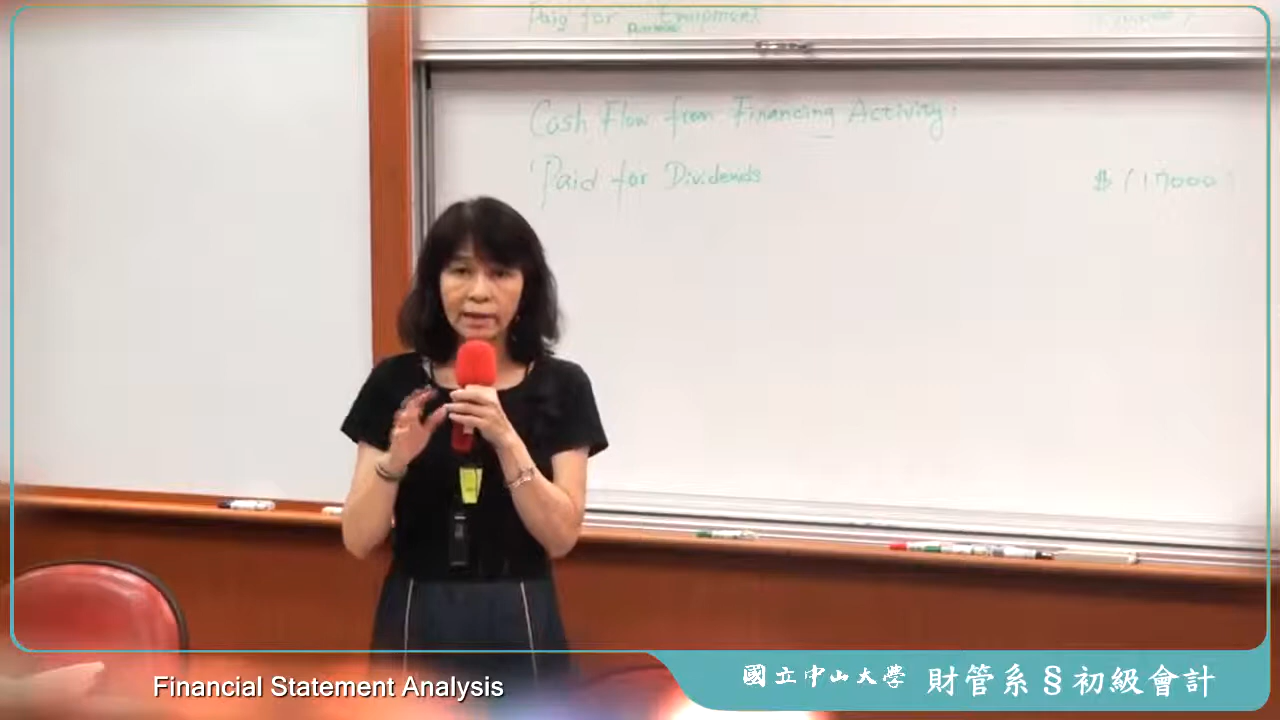 Paid for Equipment
Cash Flow from Financing Activity:
Paid for Dividends $ (17000)
Financial Statement Analysis
國立中山大學 財管系§初級會計